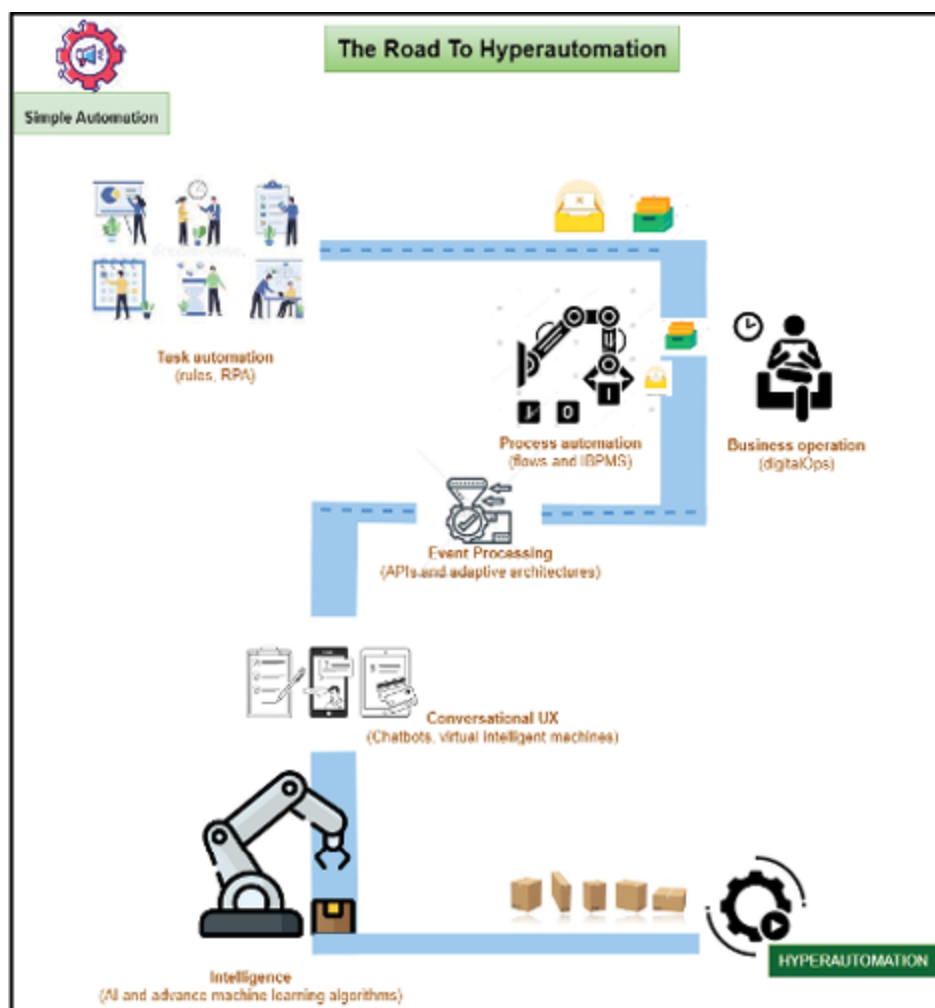 The Road To Hyperautomation
Simple Automation
Task automation
(rules, RPA)
Process automation
(flows and IBPMS)
Business operation
(digitalOps)
Event Processing
(APIs and adaptive architectures)
Conversational UX
(Chatbots, virtual intelligent machines)
Intelligence
(AI and advance machine learning algorithms)
HYPERAUTOMATION